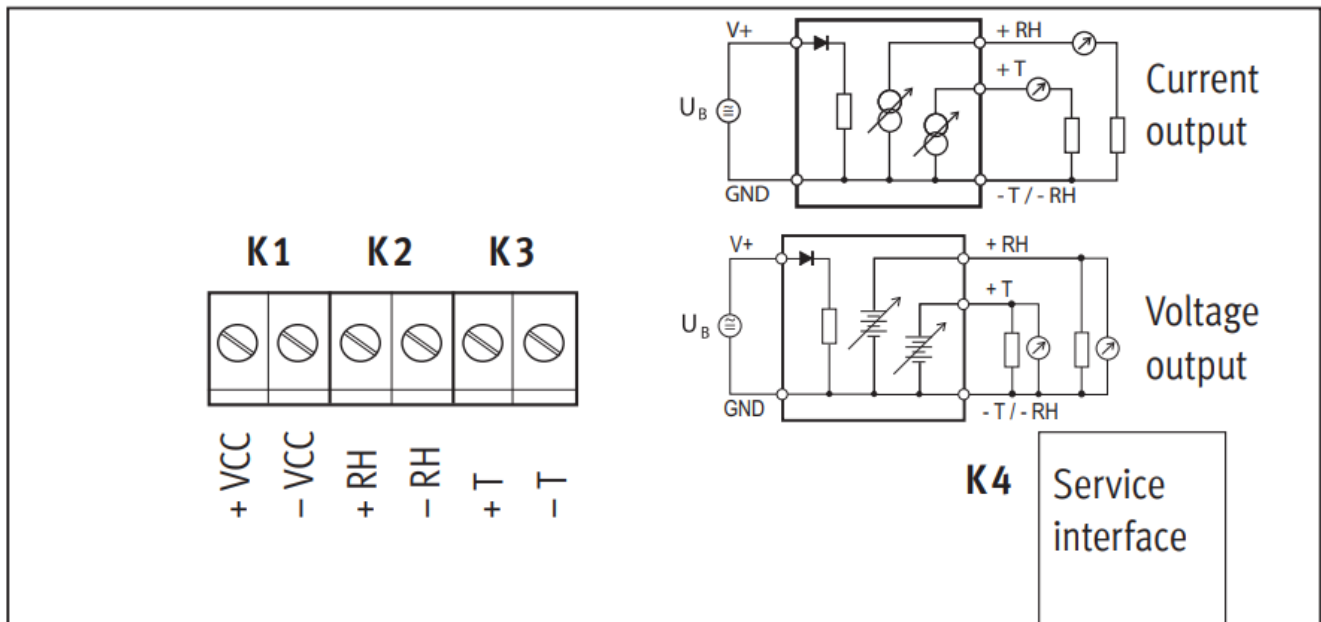 V+
+ RH
+ T
U B
GND
- T / - RH
Current
output
K1 K2 K3
+ VCC
– VCC
+ RH
– RH
+ T
– T
V+
+ RH
+ T
U B
GND
- T / - RH
Voltage
output
K4
Service
interface